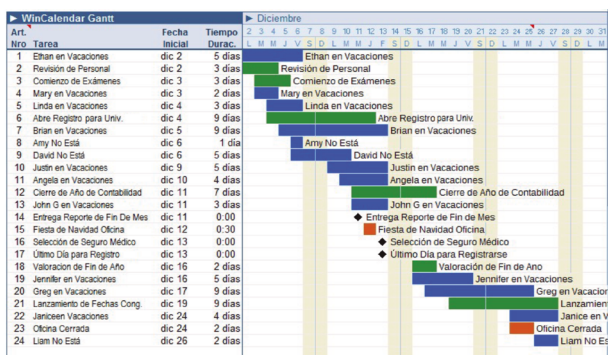 ▶ WinCalendar Gantt Fecha Tiempo ▶ Diciembre
Art. 2 3 4 5 6 7 8 9 10 11 12 13 14 15 16 17 18 19 20 21 22 23 24 25 26 27 28 29 30 31
Nro Tarea Inicial Durac. L M M J V S D L M M J V S D L M M J V S D L M M J V S D L M
1 Ethan en Vacaciones dic 2 5 días Ethan en Vacaciones
2 Revisión de Personal dic 2 3 días Revisión de Personal
3 Comienzo de Exámenes dic 3 3 días Comienzo de Exámenes
4 Mary en Vacaciones dic 3 2 días Mary en Vacaciones
5 Linda en Vacaciones dic 4 3 días Linda en Vacaciones
6 Abre Registro para Univ. dic 4 9 días Abre Registro para Univ.
7 Brian en Vacaciones dic 5 9 días Brian en Vacaciones
8 Amy No Está dic 6 1 día Amy No Está
9 David No Está dic 6 5 días David No Está
10 Justin en Vacaciones dic 9 5 días Justin en Vacaciones
11 Angela en Vacaciones dic 10 4 días Angela en Vacaciones
12 Cierre de Año de Contabilidad dic 11 7 días Cierre de Año de Contabilidad
13 John G en Vacaciones dic 11 3 días John G en Vacaciones
14 Entrega Reporte de Fin De Mes dic 11 0:00 Entrega Reporte de Fin de Mes
15 Fiesta de Navidad Oficina dic 12 0:30 Fiesta de Navidad Oficina
16 Selección de Seguro Médico dic 13 0:00 Selección de Seguro Médico
17 Último Día para Registro dic 13 0:00 Último Día para Registrarse
18 Valoracion de Fin de Año dic 16 2 días Valoración de Fin de Ano
19 Jennifer en Vacaciones dic 16 5 días Jennifer en Vacaciones
20 Greg en Vacaciones dic 17 9 días Greg en Vacacion
21 Lanzamiento de Fechas Cong. dic 19 9 días Lanzamien
22 Janiceen Vacaciones dic 24 4 días Janice en V
23 Oficina Cerrada dic 24 2 días Oficina Cerrada
24 Liam No Está dic 26 2 días Liam No Es